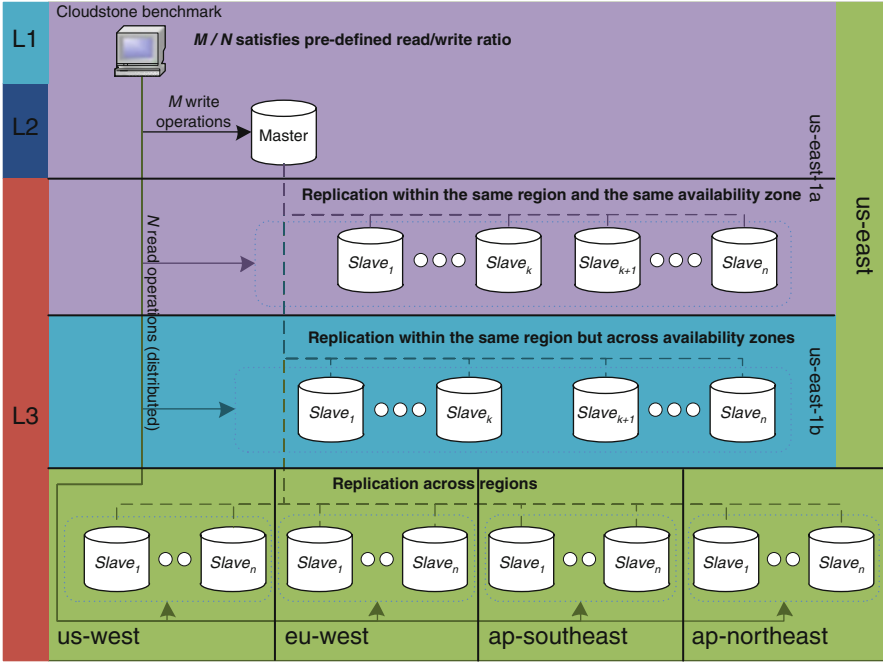 Cloudstone benchmark
L1
M / N satisfies pre-defined read/write ratio
M write
operations
L2
Master
us-east-1a
us-east
Replication within the same region and the same availability zone
N read operations (distributed)
Slave1
Slavek
Slavek+1
Slaven
L3
Replication within the same region but across availability zones
us-east-1b
Slave1
Slavek
Slavek+1
Slaven
Replication across regions
Slave1
Slaven
Slave1
Slaven
Slave1
Slaven
Slave1
Slaven
us-west
eu-west
ap-southeast
ap-northeast